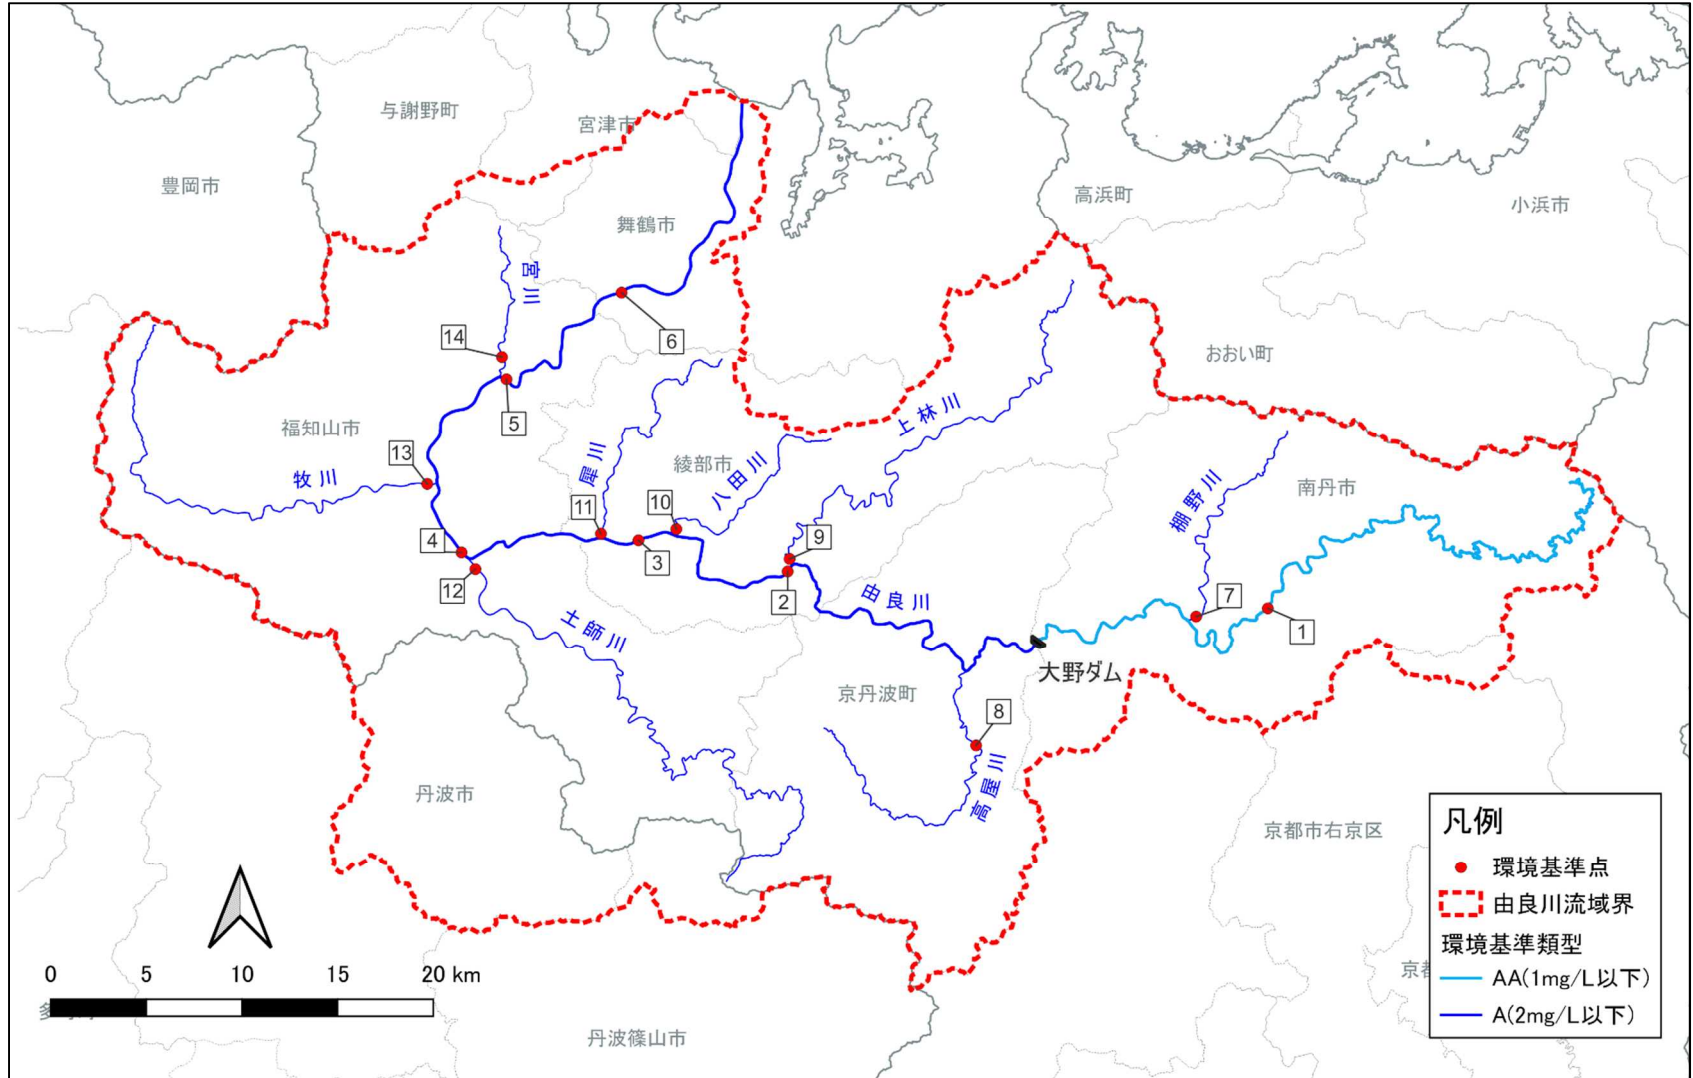 与謝野町
宮津市
豊岡市
高浜町
小浜市
舞鶴市
宮川
14
6
おおい町
5
福知山市
13
牧川
犀川
綾部市
八田川
上林川
棚野川
南丹市
11
10
4
3
9
12
2
由良川
7
1
土師川
大野ダム
京丹波町
8
高屋川
丹波市
京都市右京区
丹波篠山市
凡例
環境基準点
由良川流域界
環境基準類型
AA(1mg/L以下)
A(2mg/L以下)
0 5 10 15 20 km